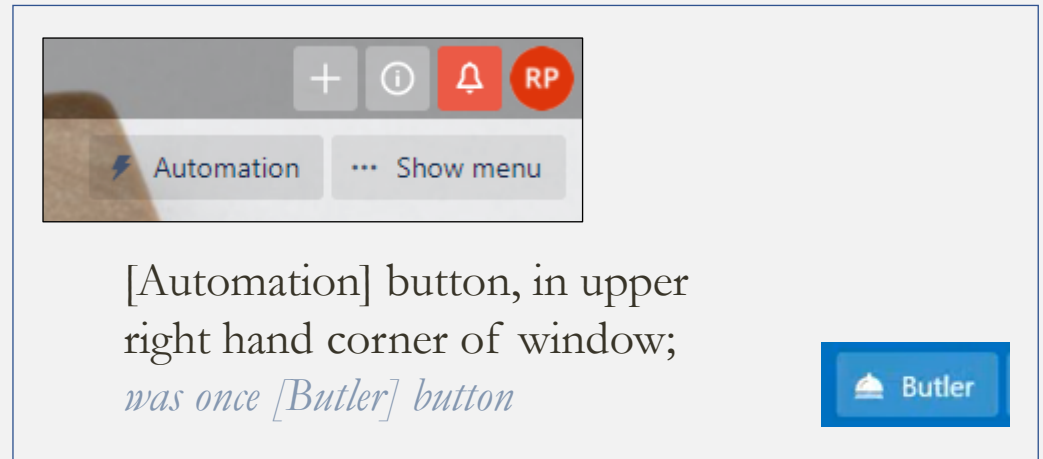 RP
Automation ··· Show menu
[Automation] button, in upper
right hand corner of window;
was once [Butler] button
Butler